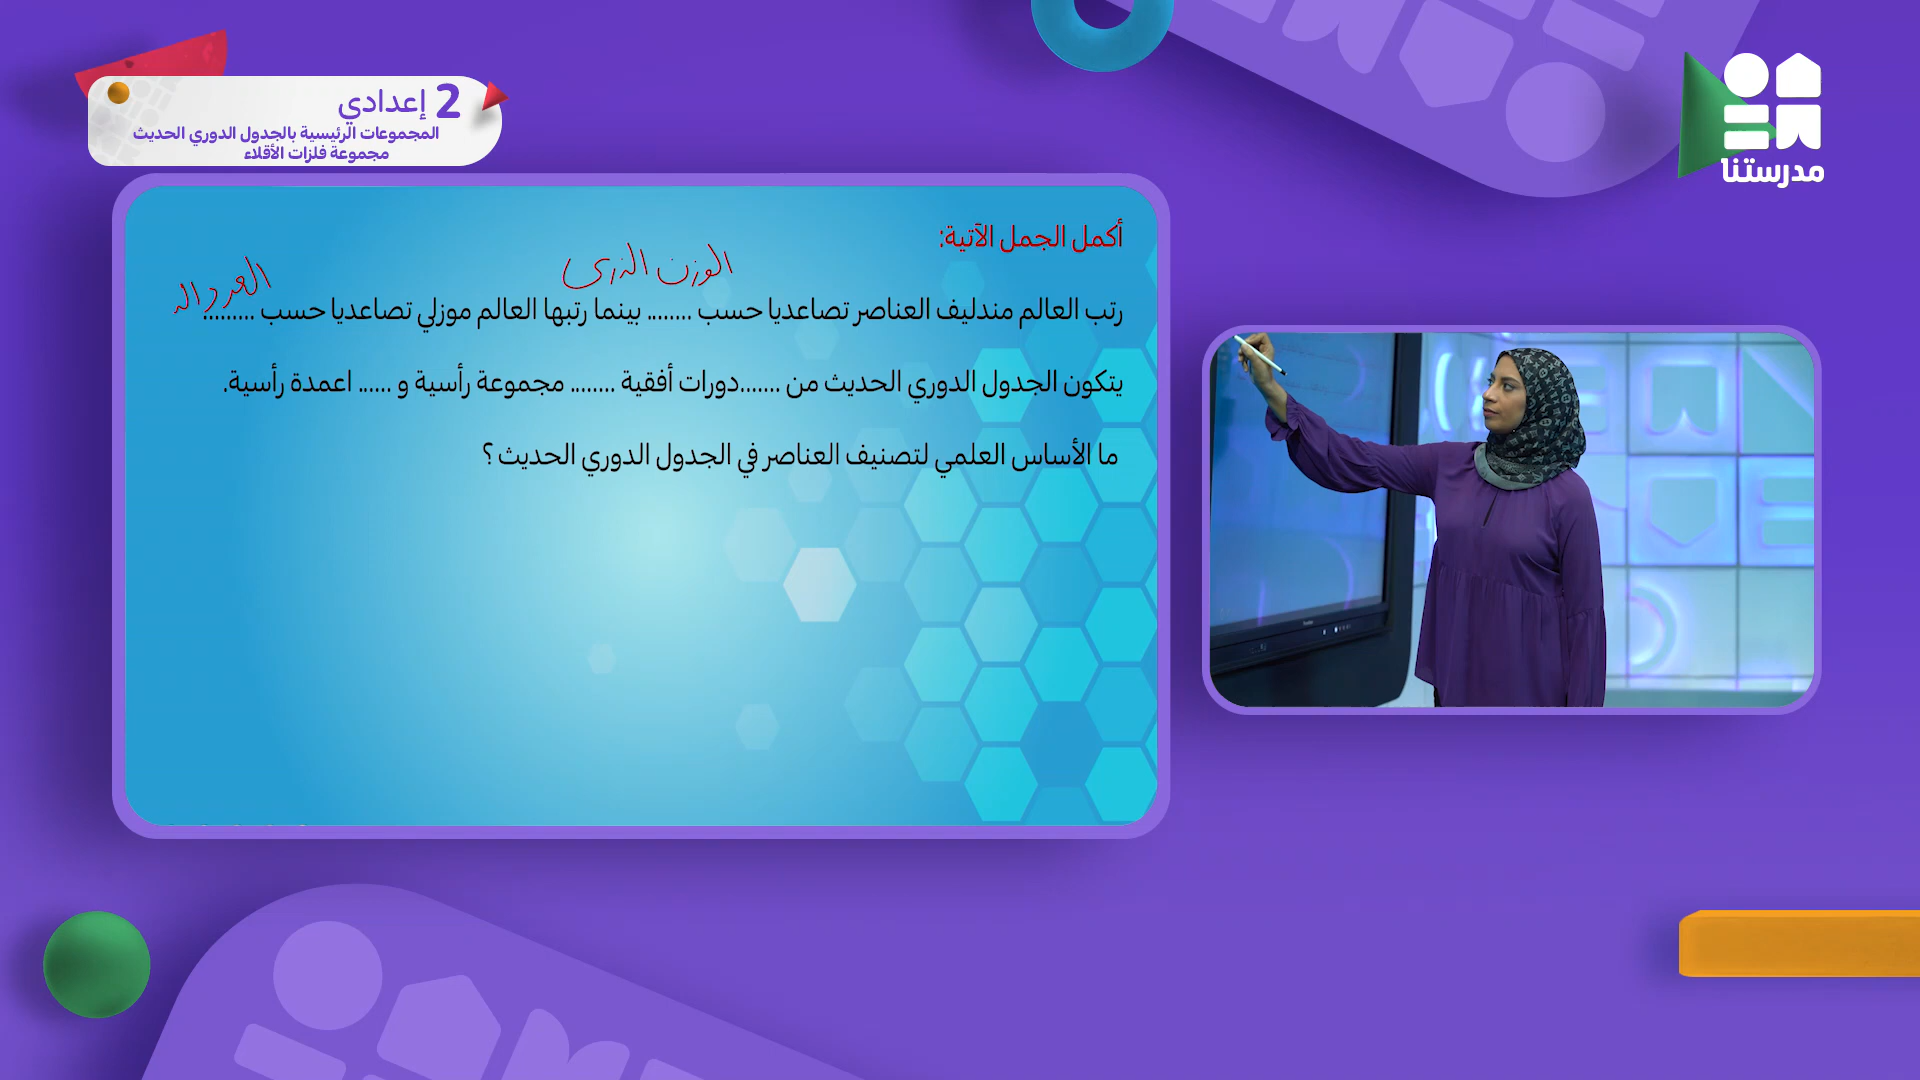 2 إعدادي
المجموعات الرئيسية بالجدول الدوري الحديث
مجموعة فلزات الأقلاء
مدرستنا
أكمل الجمل الآتية:
الوزن الذرى
العدد الذ
رتب العالم مندليف العناصر تصاعديا حسب ........ بينما رتبها العالم موزلي تصاعديا حسب .........
يتكون الجدول الدوري الحديث من .......دورات أفقية ........ مجموعة رأسية و ...... اعمدة رأسية.
ما الأساس العلمي لتصنيف العناصر في الجدول الدوري الحديث ؟